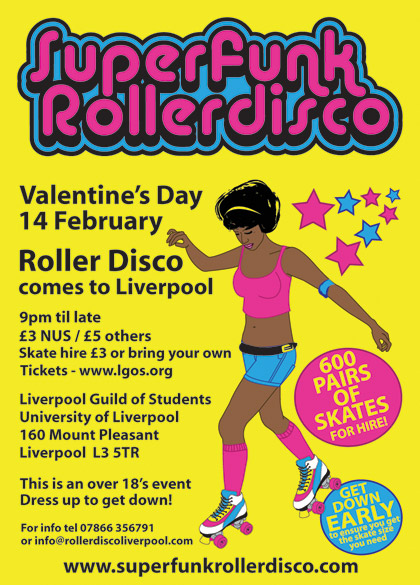 Superfunk
Rollerdisco
Valentine's Day
14 February
Roller Disco
comes to Liverpool
9pm til late
£3 NUS / £5 others
Skate hire £3 or bring your own
Tickets - www.lgos.org
Liverpool Guild of Students
University of Liverpool
160 Mount Pleasant
Liverpool L3 5TR
This is an over 18's event
Dress up to get down!
For info tel 07866 356791
or info@rollerdiscoliverpool.com
600
PAIRS
OF
SKATES
FOR HIRE!
GET
DOWN
EARLY
to ensure you get
the skate size
you need
www.superfunkrollerdisco.com